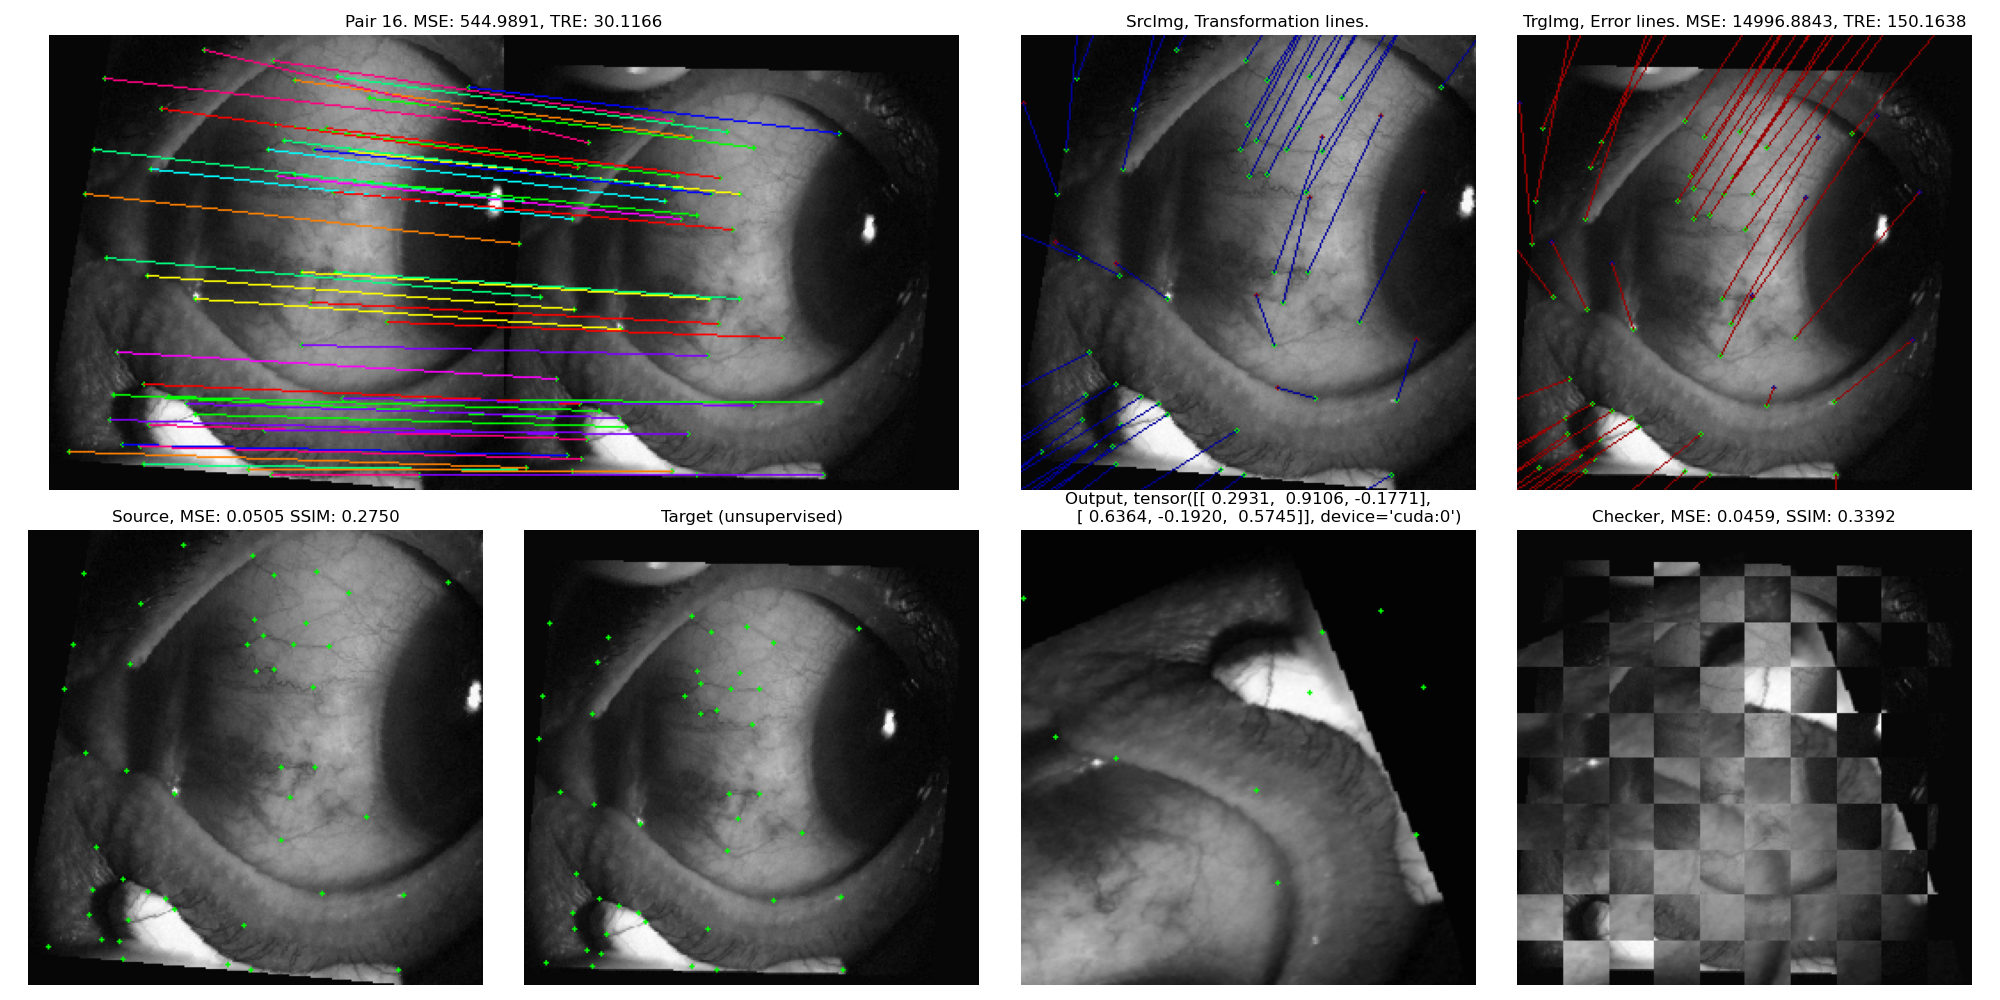 Pair 16. MSE: 544.9891, TRE: 30.1166
SrcImg, Transformation lines.
TrgImg, Error lines. MSE: 14996.8843, TRE: 150.1638
Source, MSE: 0.0505 SSIM: 0.2750
Target (unsupervised)
Output, tensor([[ 0.2931, 0.9106, -0.1771],
[ 0.6364, -0.1920, 0.5745]], device='cuda:0')
Checker, MSE: 0.0459, SSIM: 0.3392